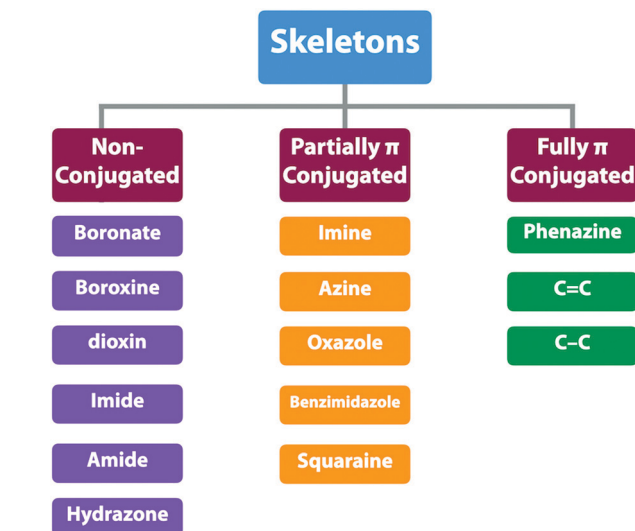 Skeletons
Non-
Conjugated
Boronate
Boroxine
dioxin
Imide
Amide
Hydrazone
Partially π
Conjugated
Imine
Azine
Oxazole
Benzimidazole
Squaraine
Fully π
Conjugated
Phenazine
C=C
C–C